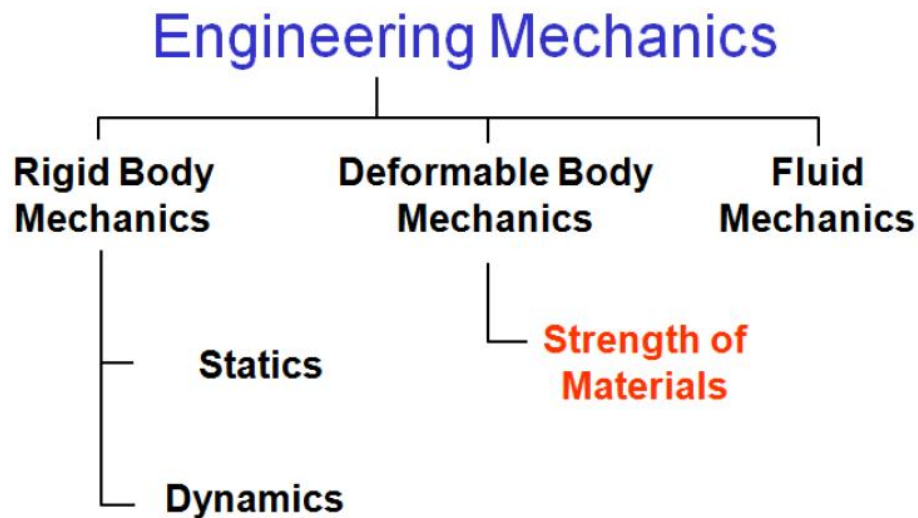 Engineering Mechanics
Rigid Body
Mechanics
Deformable Body
Mechanics
Fluid
Mechanics
Statics
Dynamics
Strength of
Materials